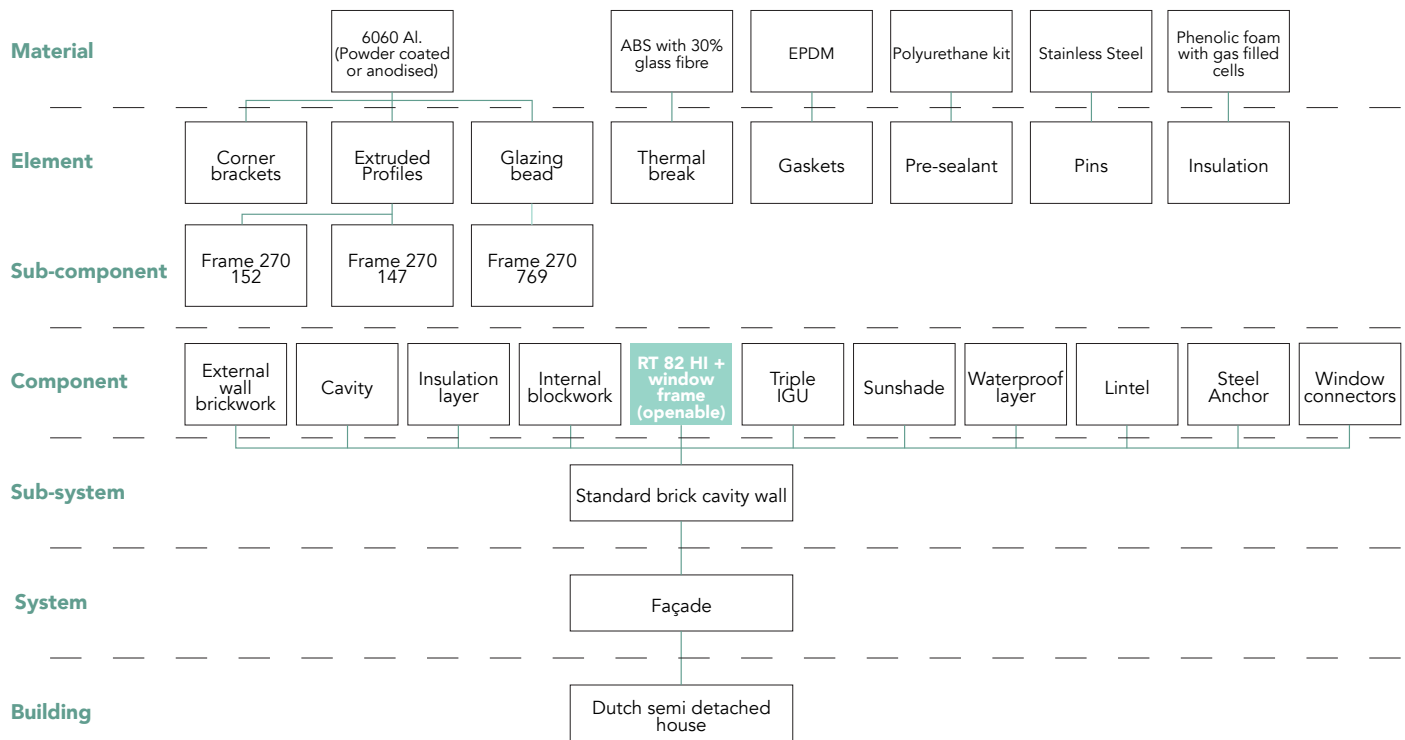 Material
6060 Al.
(Powder coated
or anodised)
ABS with 30%
glass fibre
EPDM
Polyurethane kit
Stainless Steel
Phenolic foam
with gas filled
cells
Element
Corner
brackets
Extruded
Profiles
Glazing
bead
Thermal
break
Gaskets
Pre-sealant
Pins
Insulation
Sub-component
Frame 270
152
Frame 270
147
Frame 270
769
Component
External
wall
brickwork
Cavity
Insulation
layer
Internal
blockwork
RT 82 HI +
window
frame
(openable)
Triple
IGU
Sunshade
Waterproof
layer
Lintel
Steel
Anchor
Window
connectors
Sub-system
Standard brick cavity wall
System
Façade
Building
Dutch semi detached
house